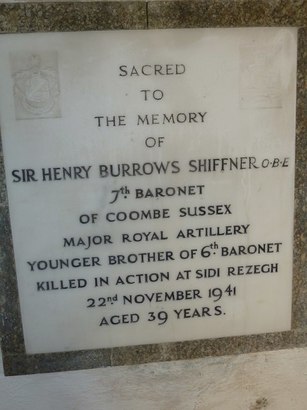 SACRED
TO
THE MEMORY
OF
SIR HENRY BURROWS SHIFFNER O·B·E
7th BARONET
OF COOMBE SUSSEX
MAJOR ROYAL ARTILLERY
YOUNGER BROTHER OF 6th BARONET
KILLED IN ACTION AT SIDI REZEGH
22nd NOVEMBER 1941
AGED 39 YEARS.